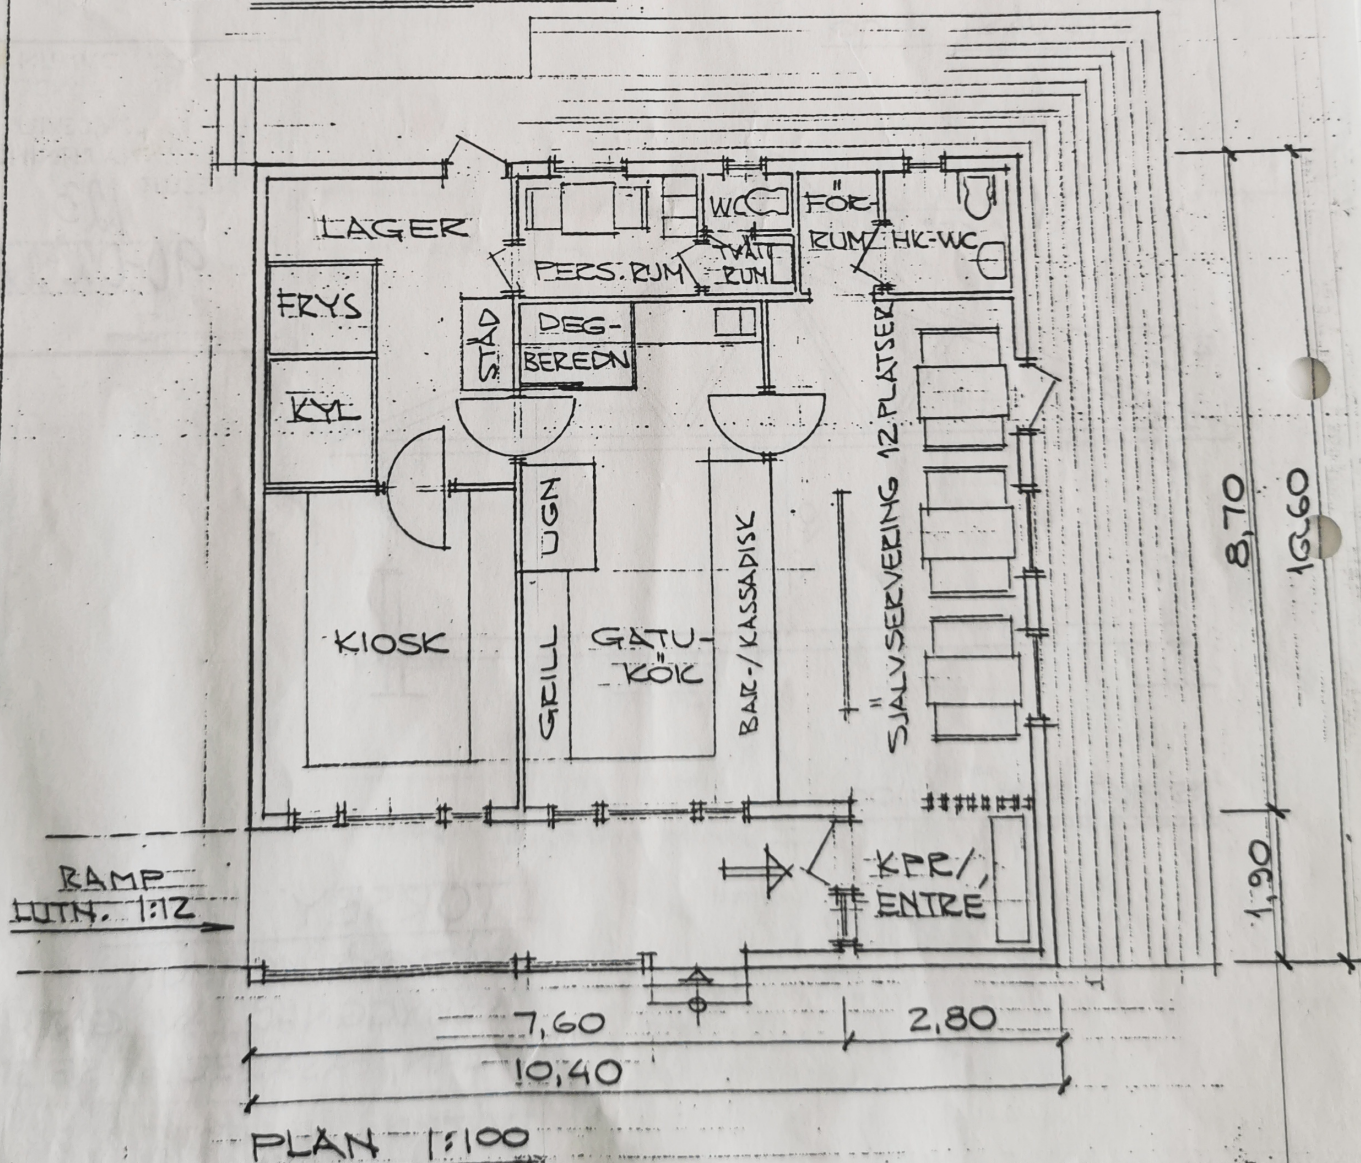 LAGER
WC
FÖR-
RUM
HK-WC
PERS.RUM
TVÄTT
RUM
FRYS
STÄD
DEG-
BEREDN
KYL
SJÄLVSERVERING 12 PLATSER
UGN
KIOSK
GRILL
GATU-
KÖK
BAR-/KASSADISK
8,70
10,60
1,90
RAMP
LUTN. 1:12
KPR/
ENTRÉ
7,60
2,80
10,40
PLAN 1:100